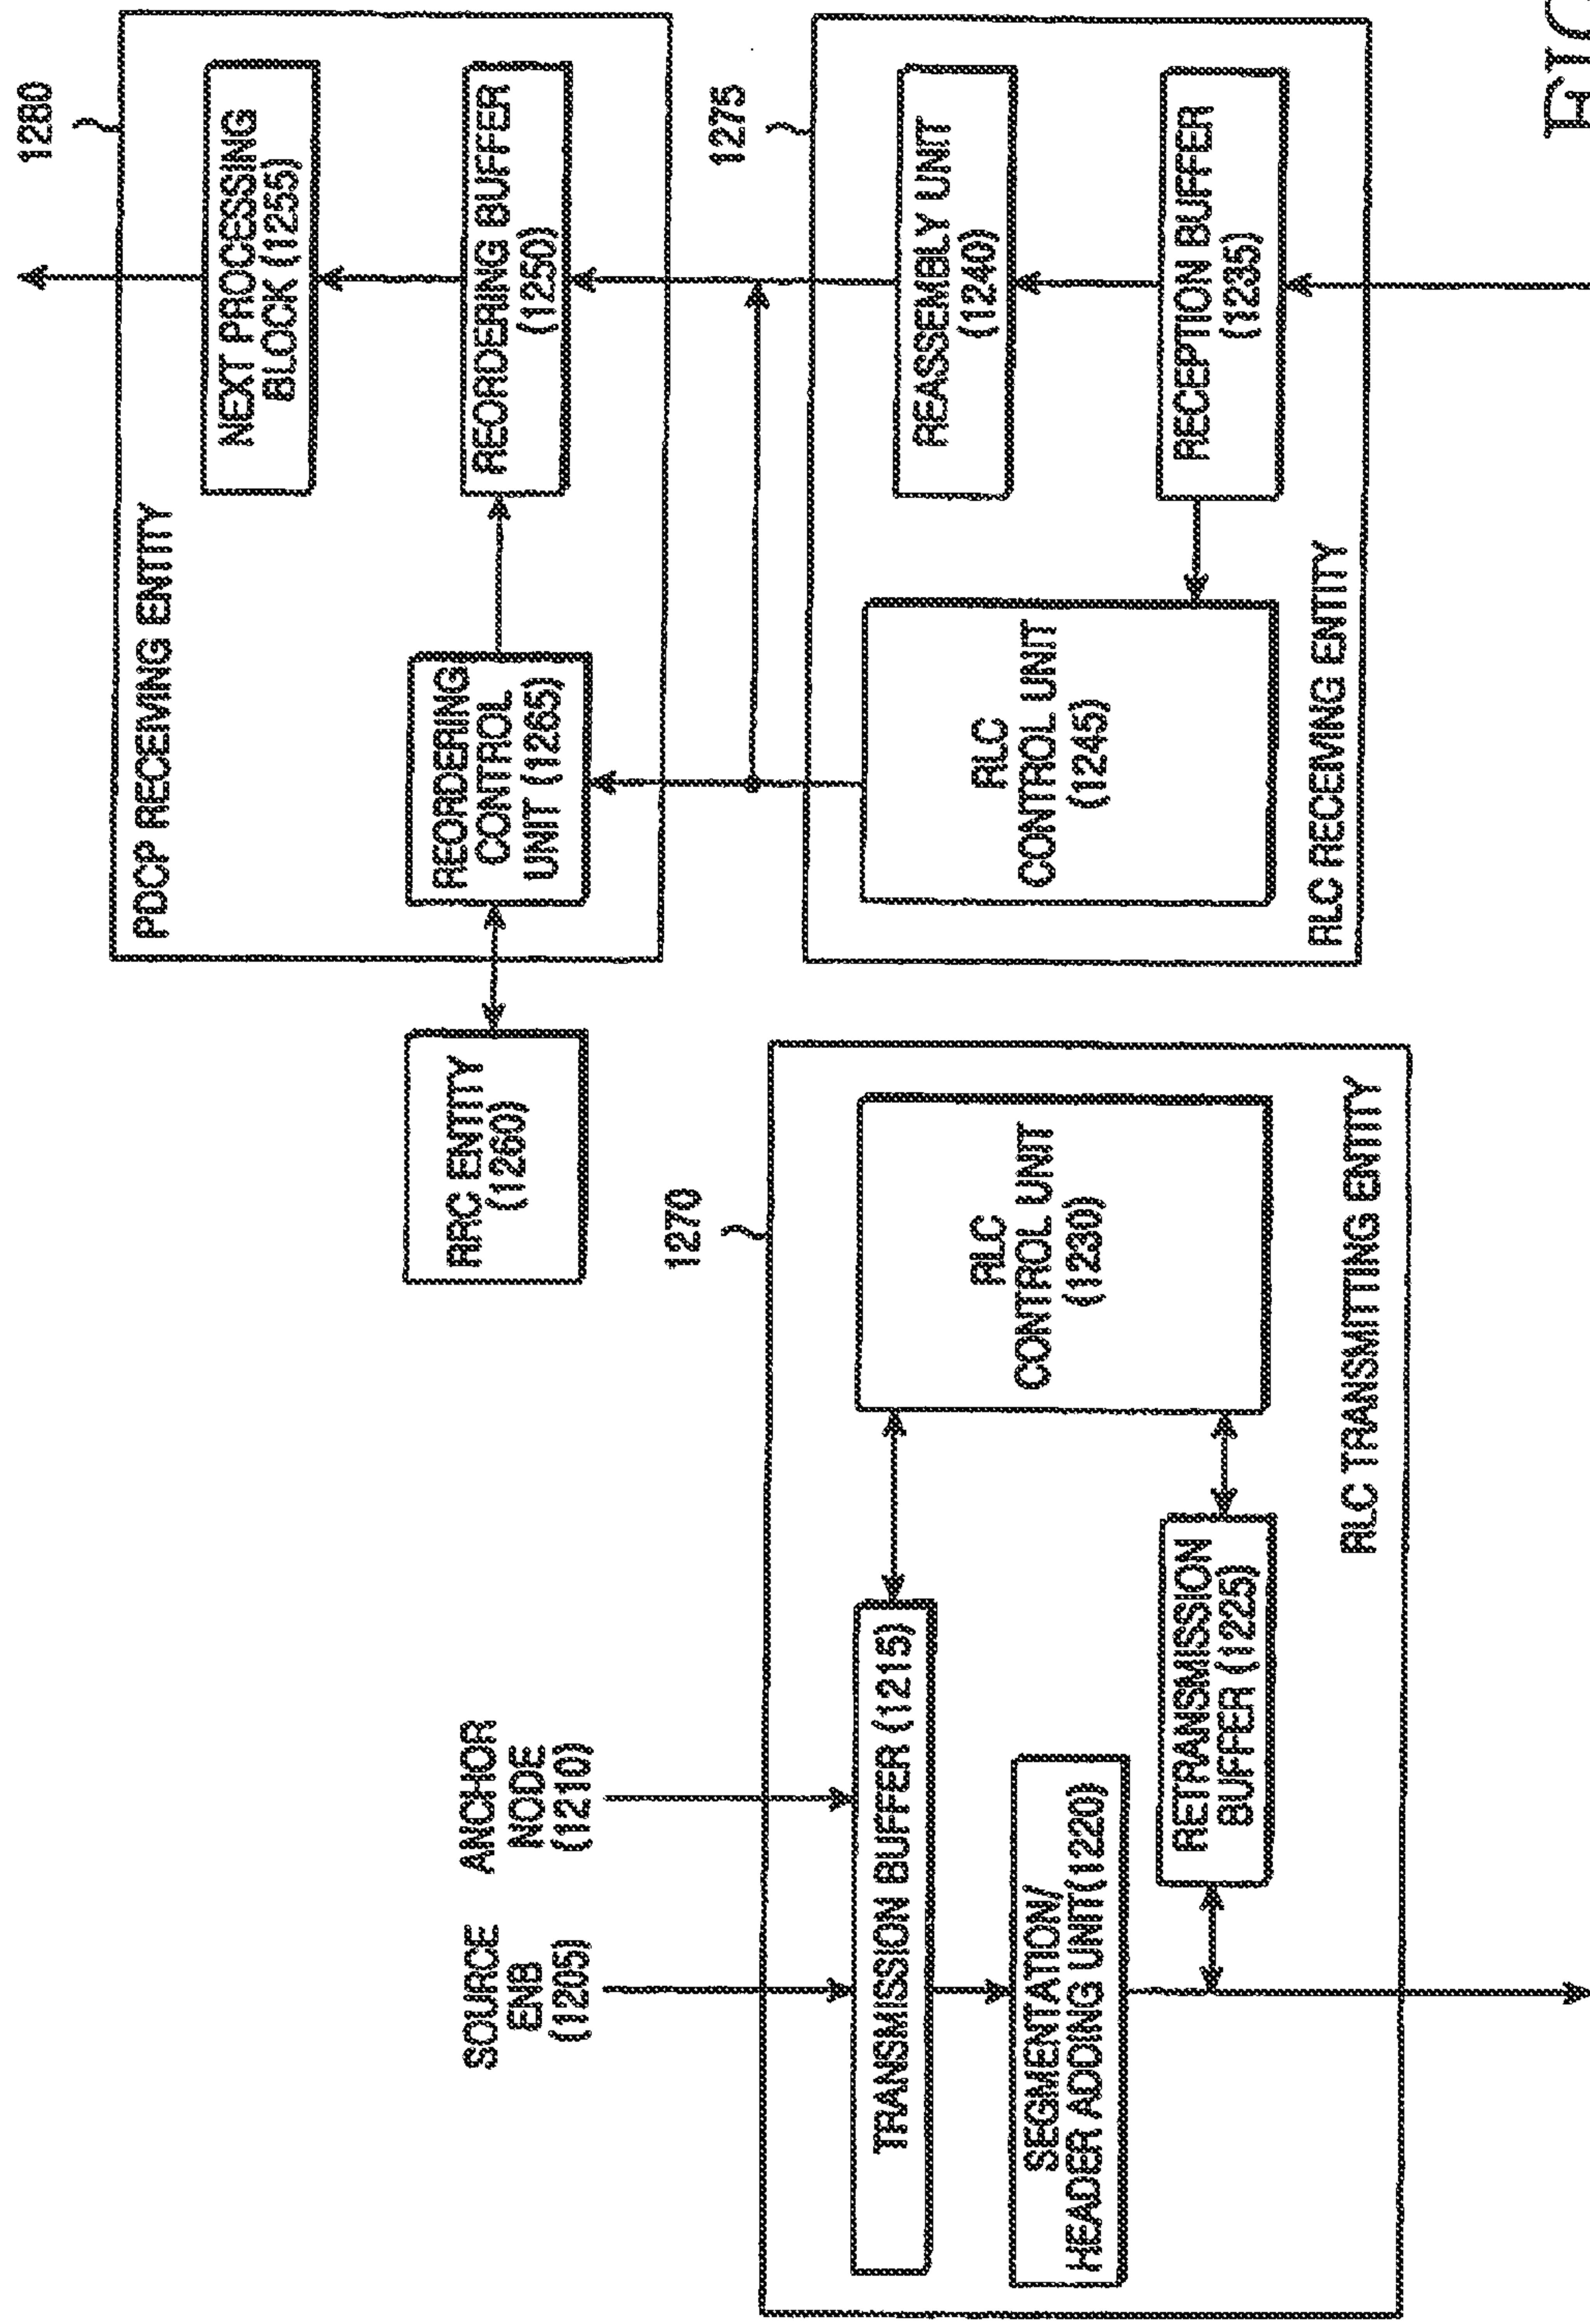 1280
PDCP RECEIVING ENTITY
NEXT PROCESSING
BLOCK (1255)
REORDERING BUFFER
(1250)
REORDERING
CONTROL
UNIT (1265)
RRC ENTITY
(1260)
1275
REASSEMBLY UNIT
(1240)
RECEPTION BUFFER
(1235)
RLC
CONTROL UNIT
(1245)
RLC RECEIVING ENTITY
SOURCE
ENB
(1205)
ANCHOR
NODE
(1210)
1270
TRANSMISSION BUFFER (1215)
SEGMENTATION/
HEADER ADDING UNIT(1220)
RETRANSMISSION
BUFFER (1225)
RLC
CONTROL UNIT
(1230)
RLC TRANSMITTING ENTITY